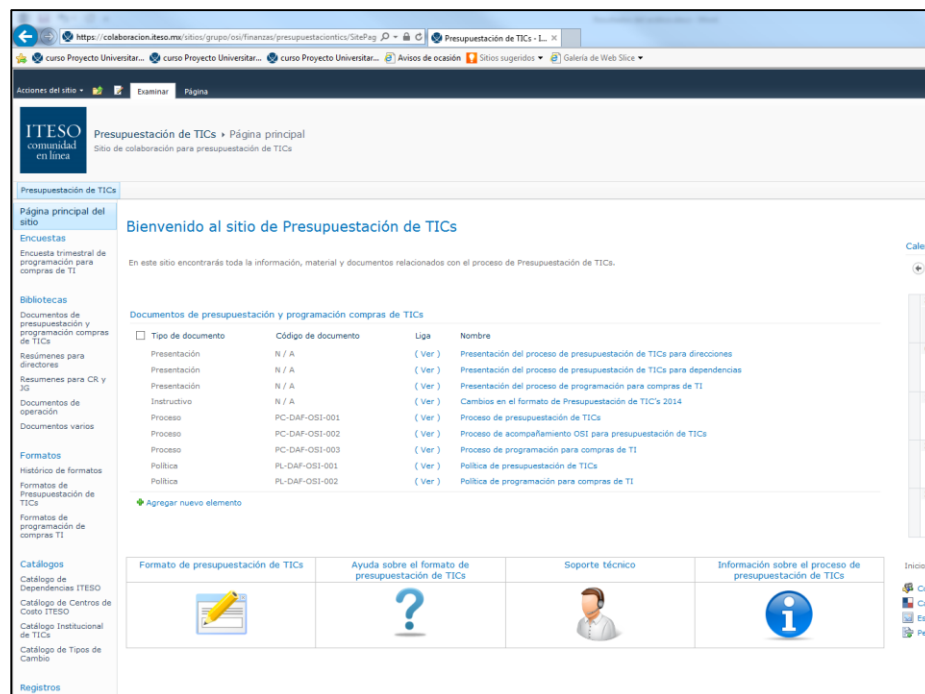 https://colaboracion.iteso.mx/sitios/grupo/osi/finanzas/presupuestaciontics/SitePag
Presupuestación de TICs - I...
curso Proyecto Universitar... curso Proyecto Universitar... curso Proyecto Universitar... Avisos de ocasión Sitios sugeridos Galería de Web Slice
Acciones del sitio Examinar Página
ITESO
comunidad
en línea
Presupuestación de TICs Página principal
Sitio de colaboración para presupuestación de TICs
Presupuestación de TICs
Página principal del
sitio
Encuestas
Encuesta trimestral de
programación para
compras de TI
Bibliotecas
Documentos de
presupuestación y
programación compras
de TICs
Resúmenes para
directores
Resumenes para CR y
JG
Documentos de
operación
Documentos varios
Formatos
Histórico de formatos
Formatos de
Presupuestación de
TICs
Formatos de
programación de
compras TI
Catálogos
Catálogo de
Dependencias ITESO
Catálogo de Centros de
Costo ITESO
Catálogo Institucional
de TICs
Catálogo de Tipos de
Cambio
Registros
Bienvenido al sitio de Presupuestación de TICs
En este sitio encontrarás toda la información, material y documentos relacionados con el proceso de Presupuestación de TICs.
Documentos de presupuestación y programación compras de TICs
Tipo de documento Código de documento Liga Nombre
Presentación N / A ( Ver ) Presentación del proceso de presupuestación de TICs para direcciones
Presentación N / A ( Ver ) Presentación del proceso de presupuestación de TICs para dependencias
Presentación N / A ( Ver ) Presentación del proceso de programación para compras de TI
Instructivo N / A ( Ver ) Cambios en el formato de Presupuestación de TIC's 2014
Proceso PC-DAF-OSI-001 ( Ver ) Proceso de presupuestación de TICs
Proceso PC-DAF-OSI-002 ( Ver ) Proceso de acompañamiento OSI para presupuestación de TICs
Proceso PC-DAF-OSI-003 ( Ver ) Proceso de programación para compras de TI
Política PL-DAF-OSI-001 ( Ver ) Política de presupuestación de TICs
Política PL-DAF-OSI-002 ( Ver ) Política de programación para compras de TI
Agregar nuevo elemento
Formato de presupuestación de TICs
Ayuda sobre el formato de
presupuestación de TICs
Soporte técnico
Información sobre el proceso de
presupuestación de TICs
Cale
Inicio
Es
Pe